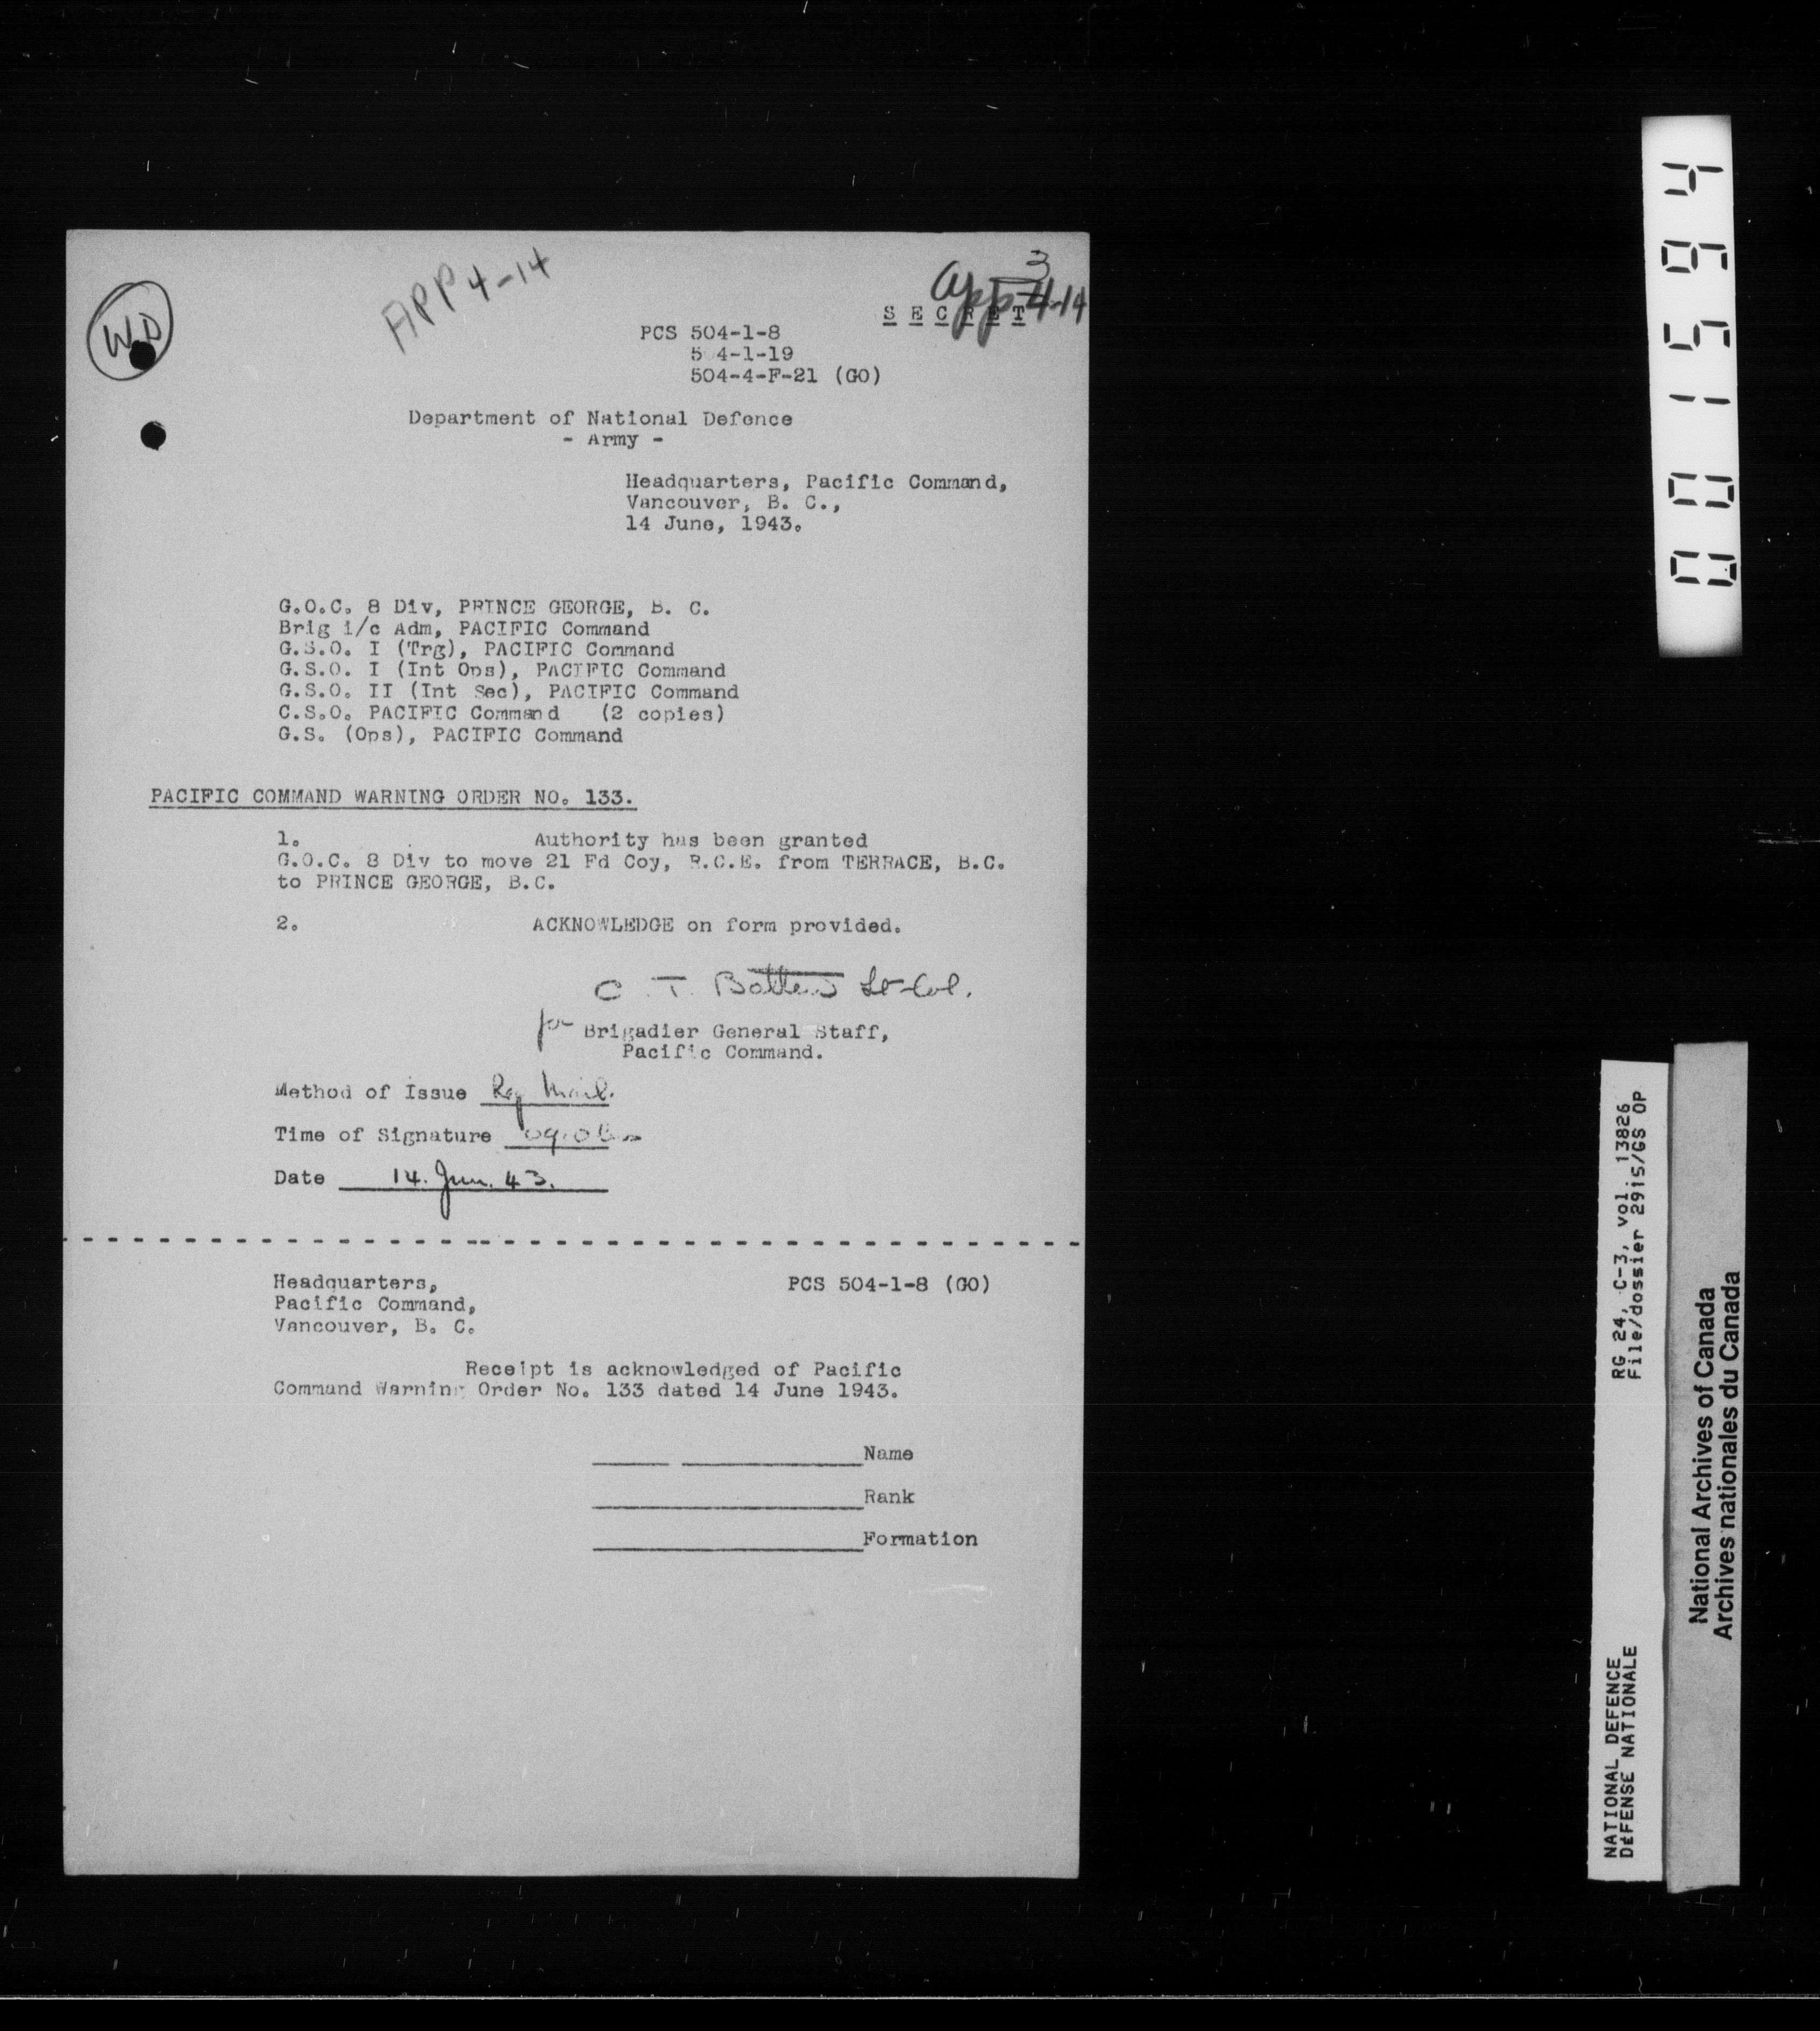 W.D
APP 4-14
App 3
4-14
S E C R E T
PCS 504-1-8
5 4-1-19
504-4-F-21 (GO)
Department of National Defence
- Army -
Headquarters, Pacific Command,
Vancouver, B. C.,
14 June, 1943.
G.O.C. 8 Div, PRINCE GEORGE, B. C.
Brig i/c Adm, PACIFIC Command
G.S.O. I (Trg), PACIFIC Command
G.S.O. I (Int Ops), PACIFIC Command
G.S.O. II (Int Sec), PACIFIC Command
C.S.O. PACIFIC Command (2 copies)
G.S. (Ops), PACIFIC Command
PACIFIC COMMAND WARNING ORDER NO. 133.
1. Authority has been granted
G.O.C. 8 Div to move 21 Fd Coy, R.C.E. from TERRACE, B.C.
to PRINCE GEORGE, B.C.
2. ACKNOWLEDGE on form provided.
C. T. Lt-Col.
for Brigadier General Staff,
Pacific Command.
Method of Issue Reg Mail.
Time of Signature
Date 14. Jun. 43.
Headquarters, PCS 504-1-8 (GO)
Pacific Command,
Vancouver, B. C.
Receipt is acknowledged of Pacific
Command Warning Order No. 133 dated 14 June 1943.
Name
Rank
Formation
001594
RG 24, C-3, vol. 13826
File/dossier 2915/GS OP
NATIONAL DEFENCE
DÉFENSE NATIONALE
National Archives of Canada
Archives nationales du Canada